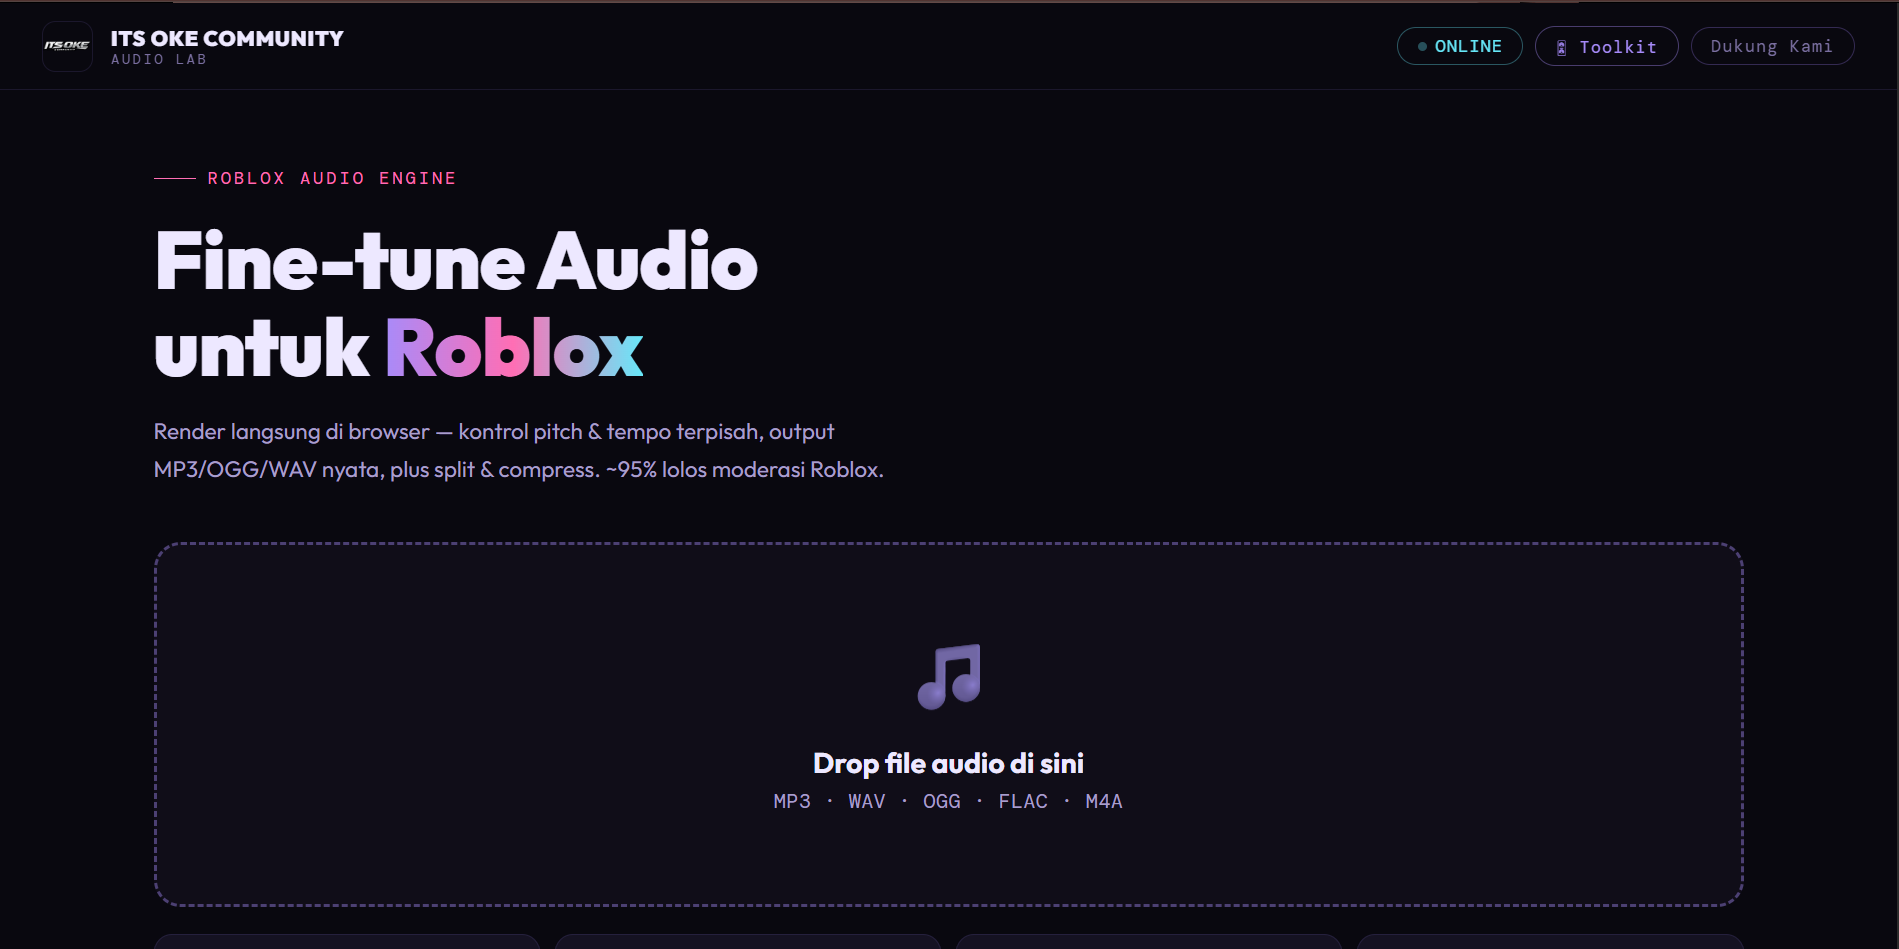 ITS OKE
ITS OKE COMMUNITY
AUDIO LAB
ONLINE
Toolkit
Dukung Kami
ROBLOX AUDIO ENGINE
Fine-tune Audio
untuk Roblox
Render langsung di browser — kontrol pitch & tempo terpisah, output
MP3/OGG/WAV nyata, plus split & compress. ~95% lolos moderasi Roblox.
Drop file audio di sini
MP3 · WAV · OGG · FLAC · M4A